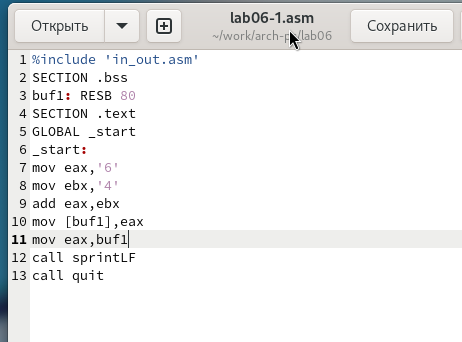 Открыть
lab06-1.asm
~/work/arch-pc/lab06
Сохранить
1 %include 'in_out.asm'
2 SECTION .bss
3 buf1: RESB 80
4 SECTION .text
5 GLOBAL _start
6 _start:
7 mov eax,'6'
8 mov ebx,'4'
9 add eax,ebx
10 mov [buf1],eax
11 mov eax,buf1
12 call sprintLF
13 call quit